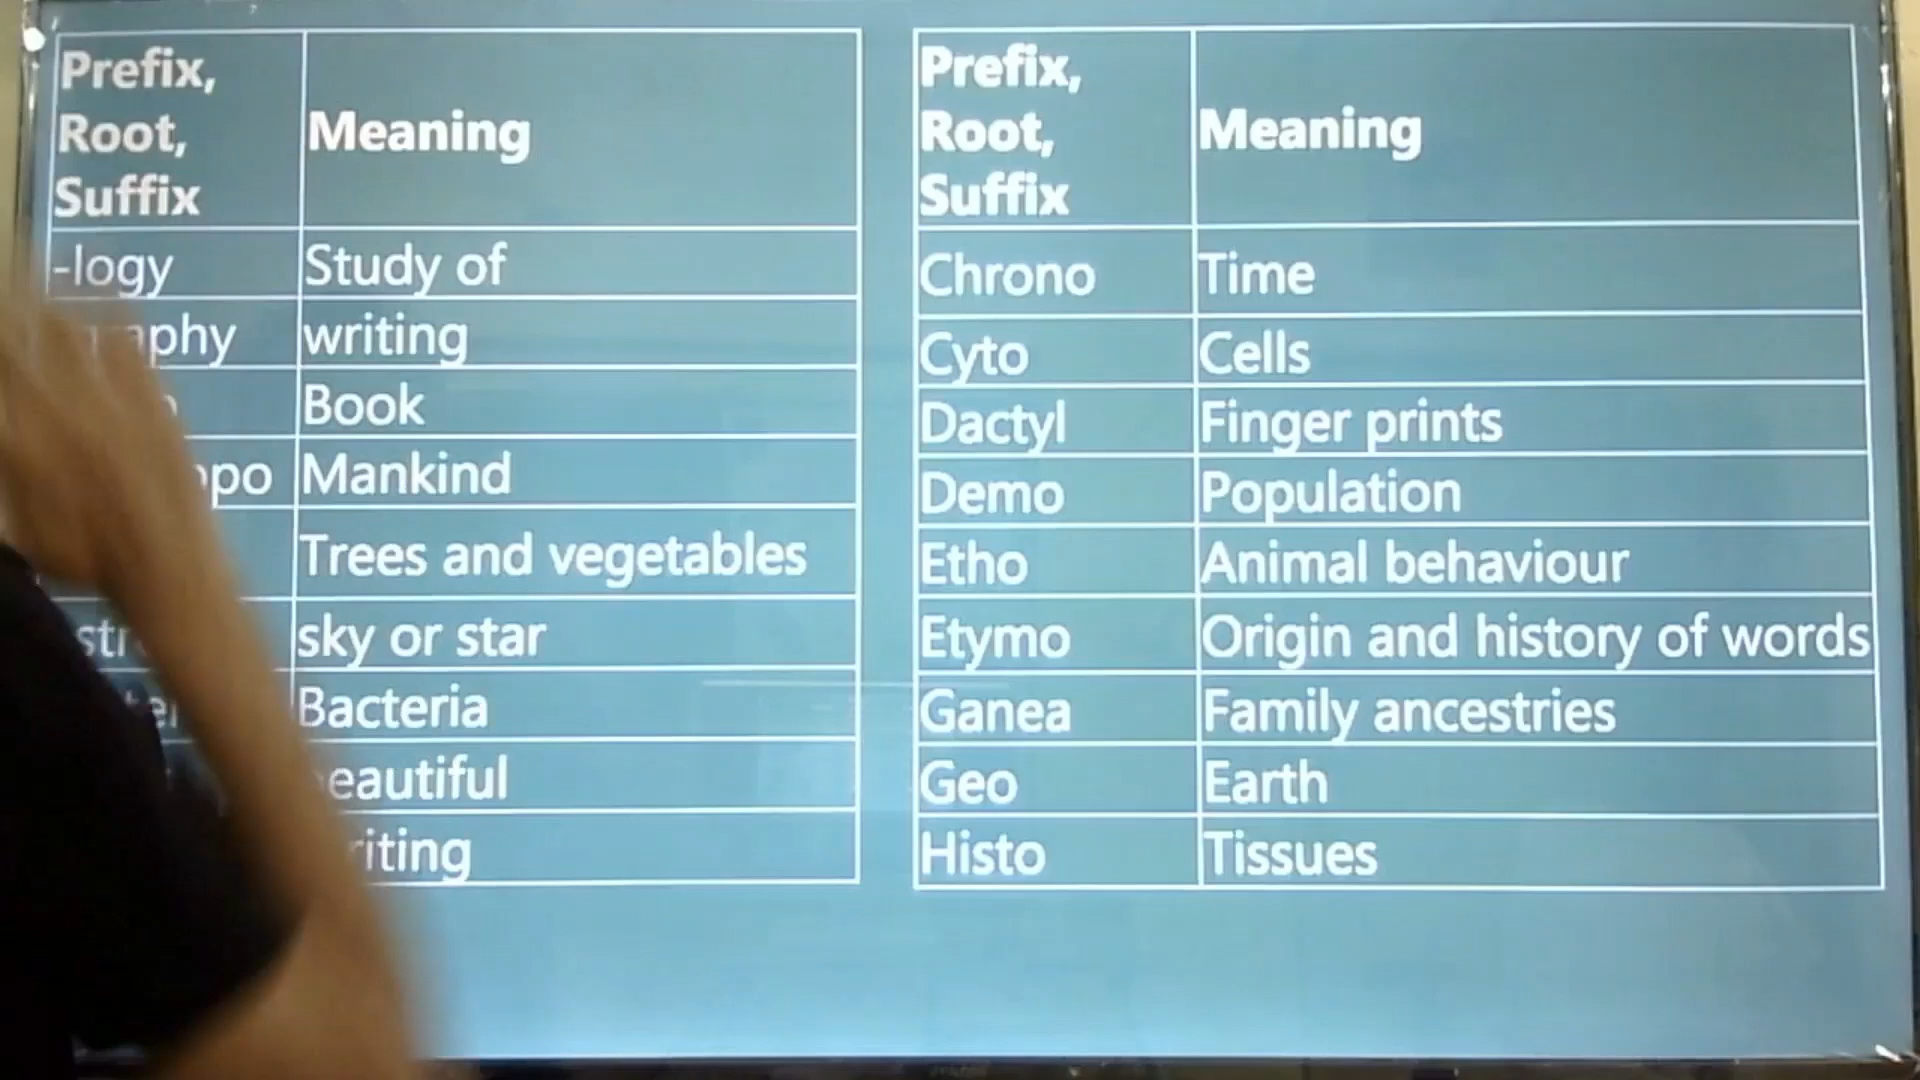 Prefix,
Root,
Suffix
Meaning
-logy Study of
writing
Book
Mankind
Trees and vegetables
sky or star
Bacteria
Prefix,
Root,
Suffix
Meaning
Chrono Time
Cyto Cells
Dactyl Finger prints
Demo Population
Etho Animal behaviour
Etymo Origin and history of words
Ganea Family ancestries
Geo Earth
Histo Tissues